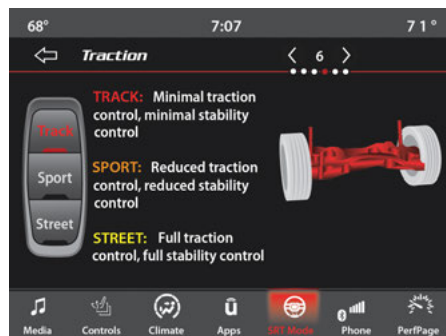 68° 7:07 71°
Traction < 6 >
TRACK: Minimal traction
control, minimal stability
control
Track
SPORT: Reduced traction
control, reduced stability
control
Sport
STREET: Full traction
control, full stability control
Street
Media Controls Climate Apps SRT Mode Phone PerfPage